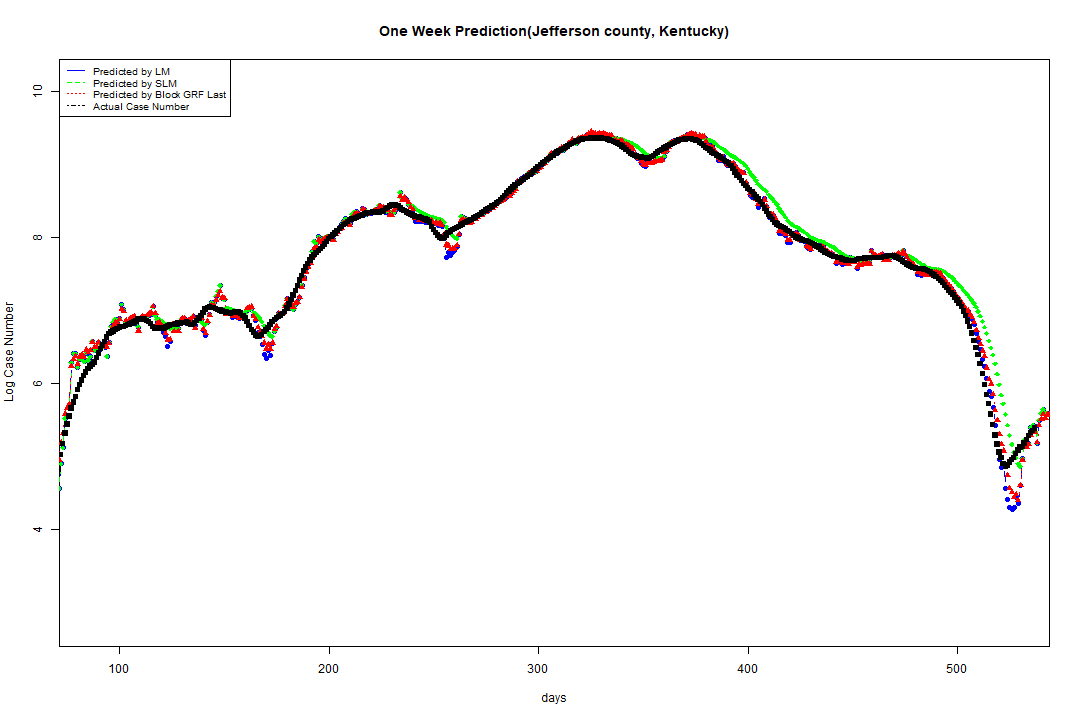 One Week Prediction(Jefferson county, Kentucky)
Predicted by LM
Predicted by SLM
Predicted by Block GRF Last
Actual Case Number
Log Case Number
10
8
6
4
100 200 300 400 500
days